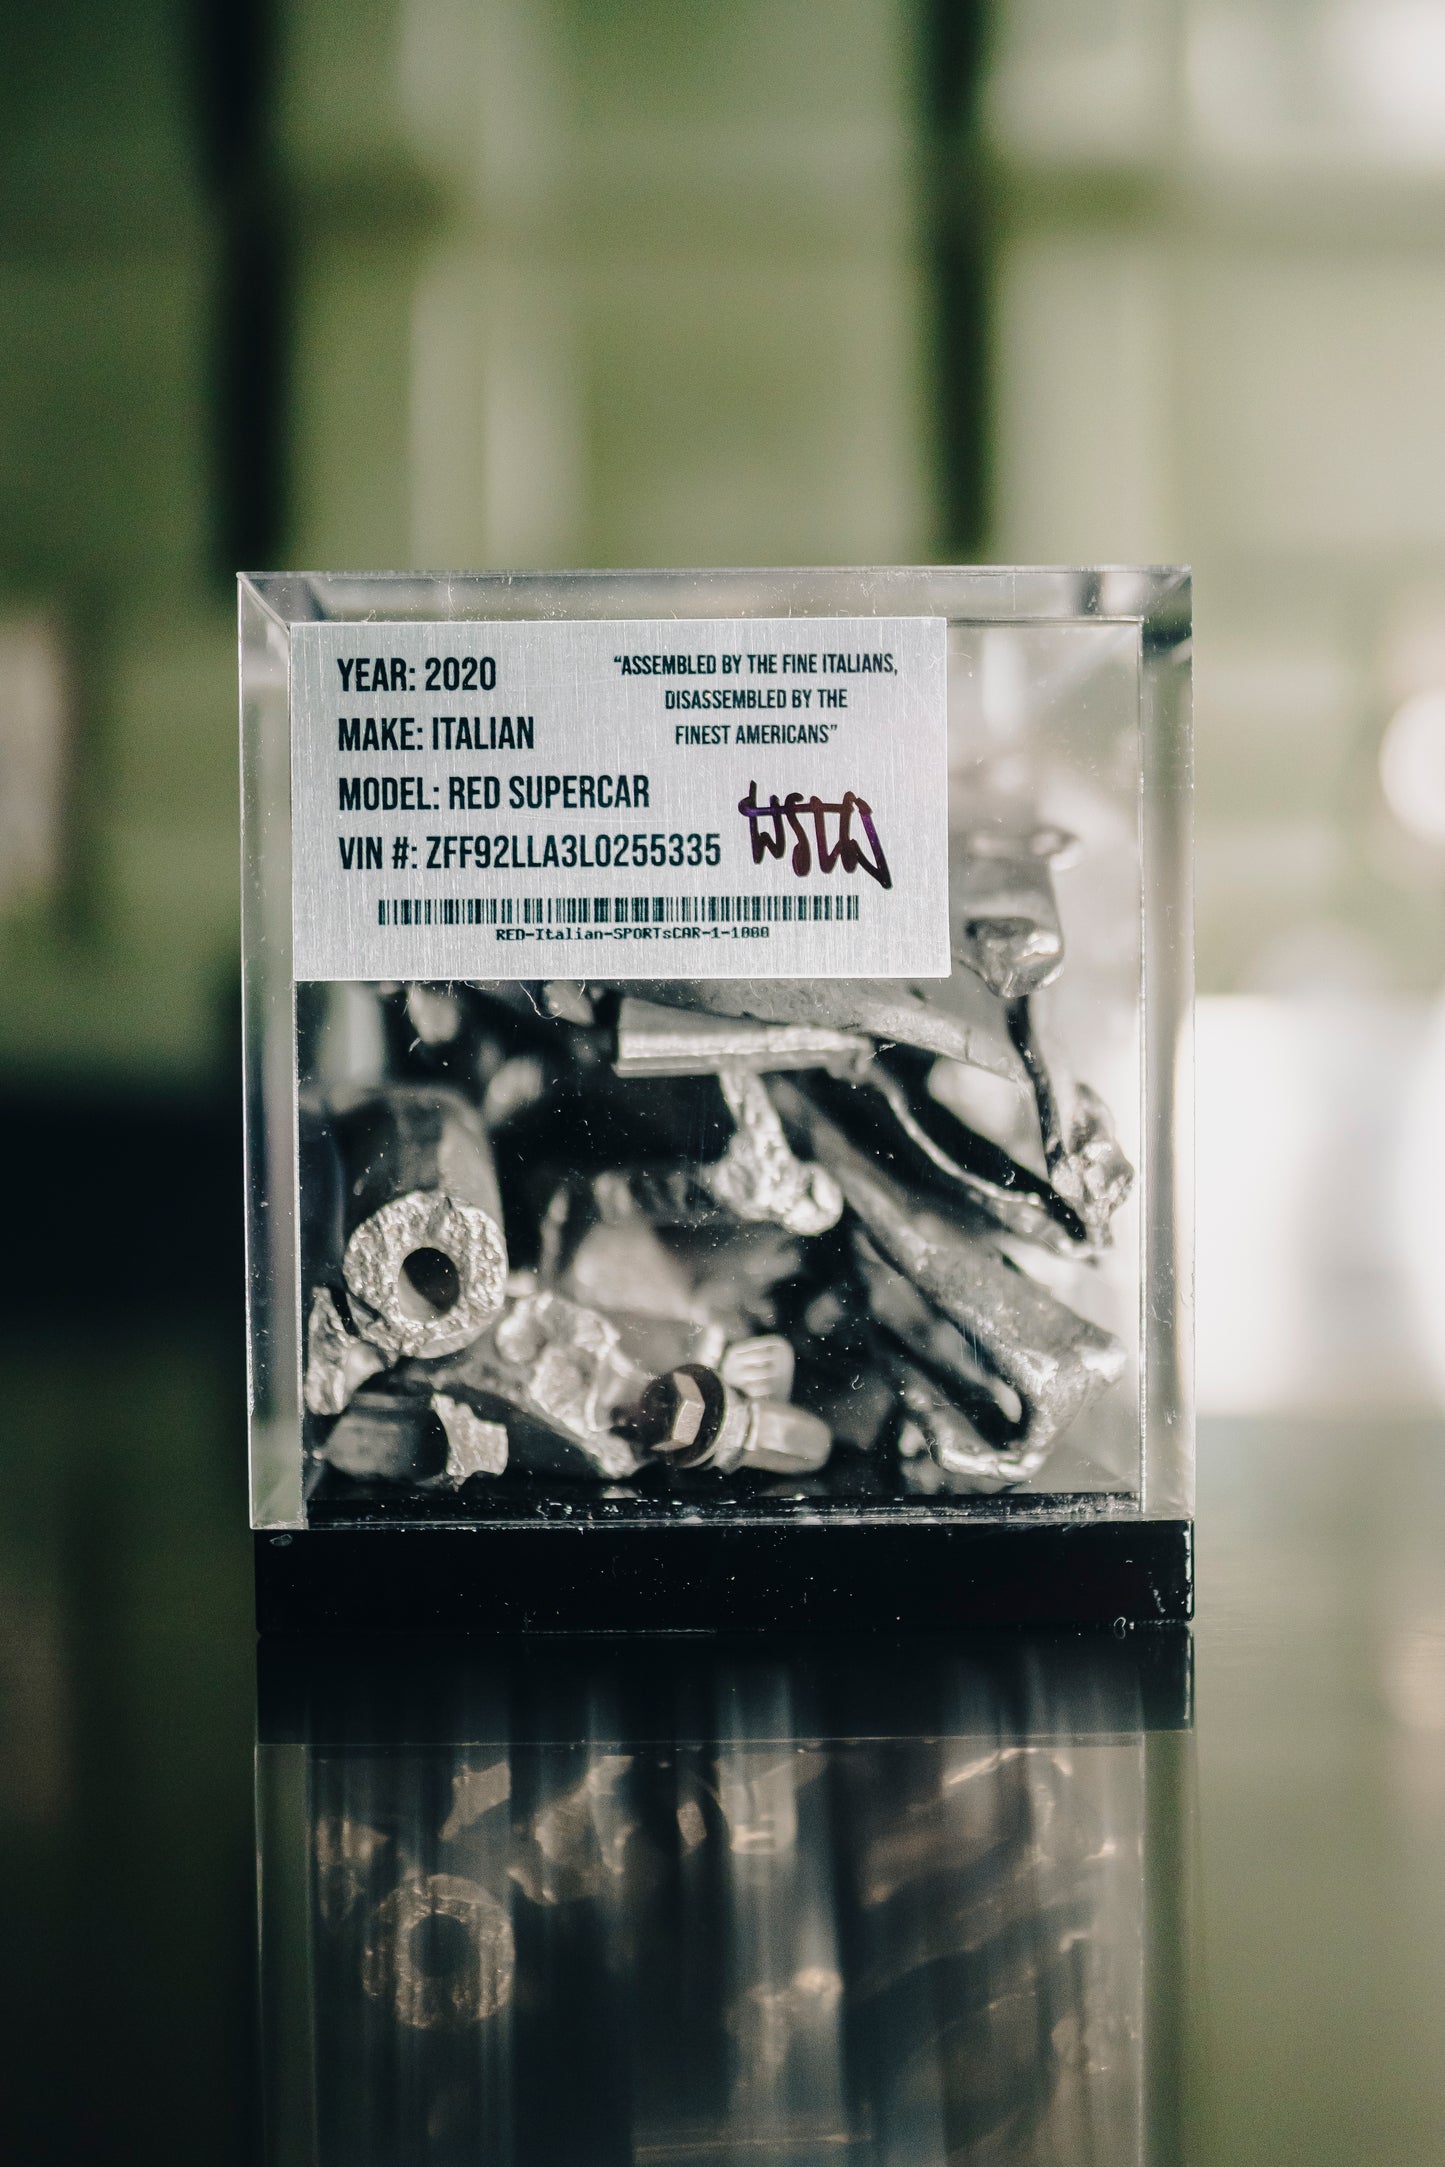 YEAR: 2020
MAKE: ITALIAN
MODEL: RED SUPERCAR
VIN #: ZFF92LLA3L0255335
“ASSEMBLED BY THE FINE ITALIANS,
DISASSEMBLED BY THE
FINEST AMERICANS”
RED-Italian-SPORTsCAR-1-1000